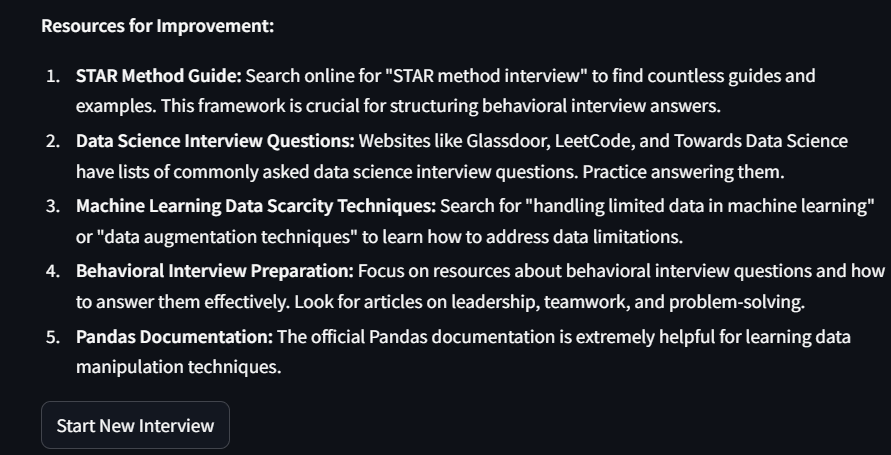 Resources for Improvement:
1. STAR Method Guide: Search online for "STAR method interview" to find countless guides and
examples. This framework is crucial for structuring behavioral interview answers.
2. Data Science Interview Questions: Websites like Glassdoor, LeetCode, and Towards Data Science
have lists of commonly asked data science interview questions. Practice answering them.
3. Machine Learning Data Scarcity Techniques: Search for "handling limited data in machine learning"
or "data augmentation techniques" to learn how to address data limitations.
4. Behavioral Interview Preparation: Focus on resources about behavioral interview questions and how
to answer them effectively. Look for articles on leadership, teamwork, and problem-solving.
5. Pandas Documentation: The official Pandas documentation is extremely helpful for learning data
manipulation techniques.
Start New Interview